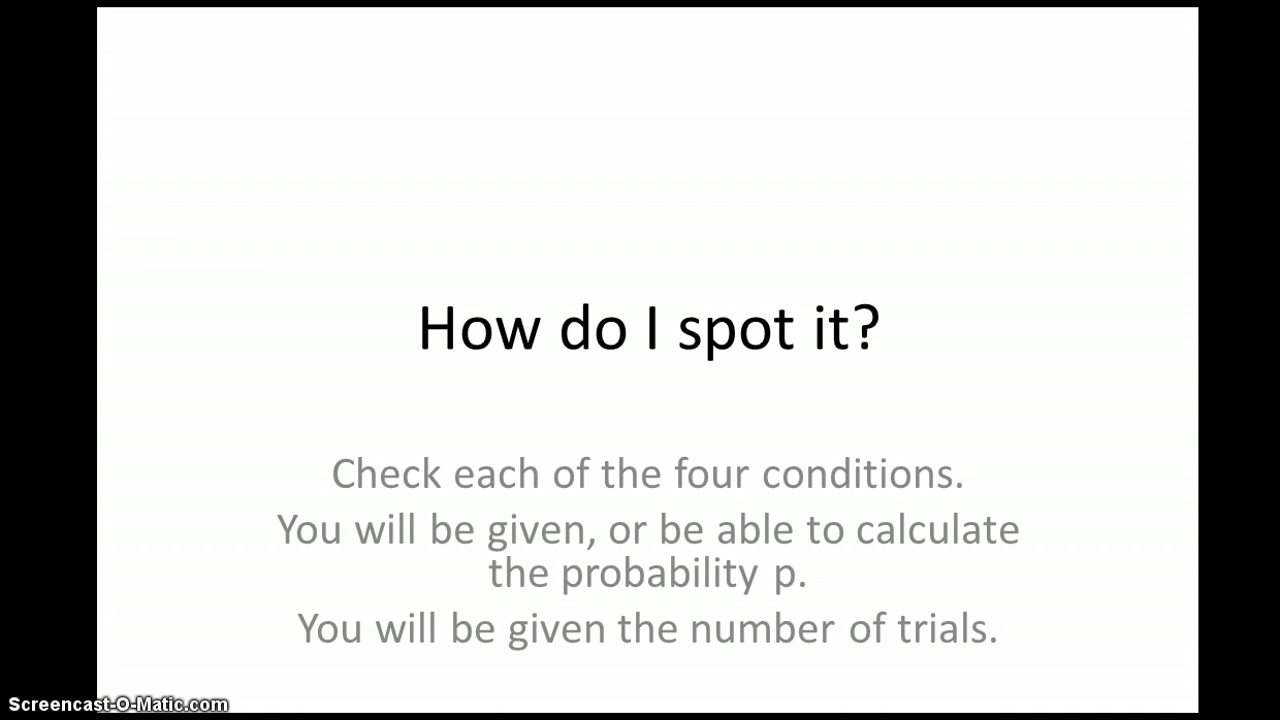 How do I spot it?
Check each of the four conditions.
You will be given, or be able to calculate
the probability p.
You will be given the number of trials.
Screencast-O-Matic.com